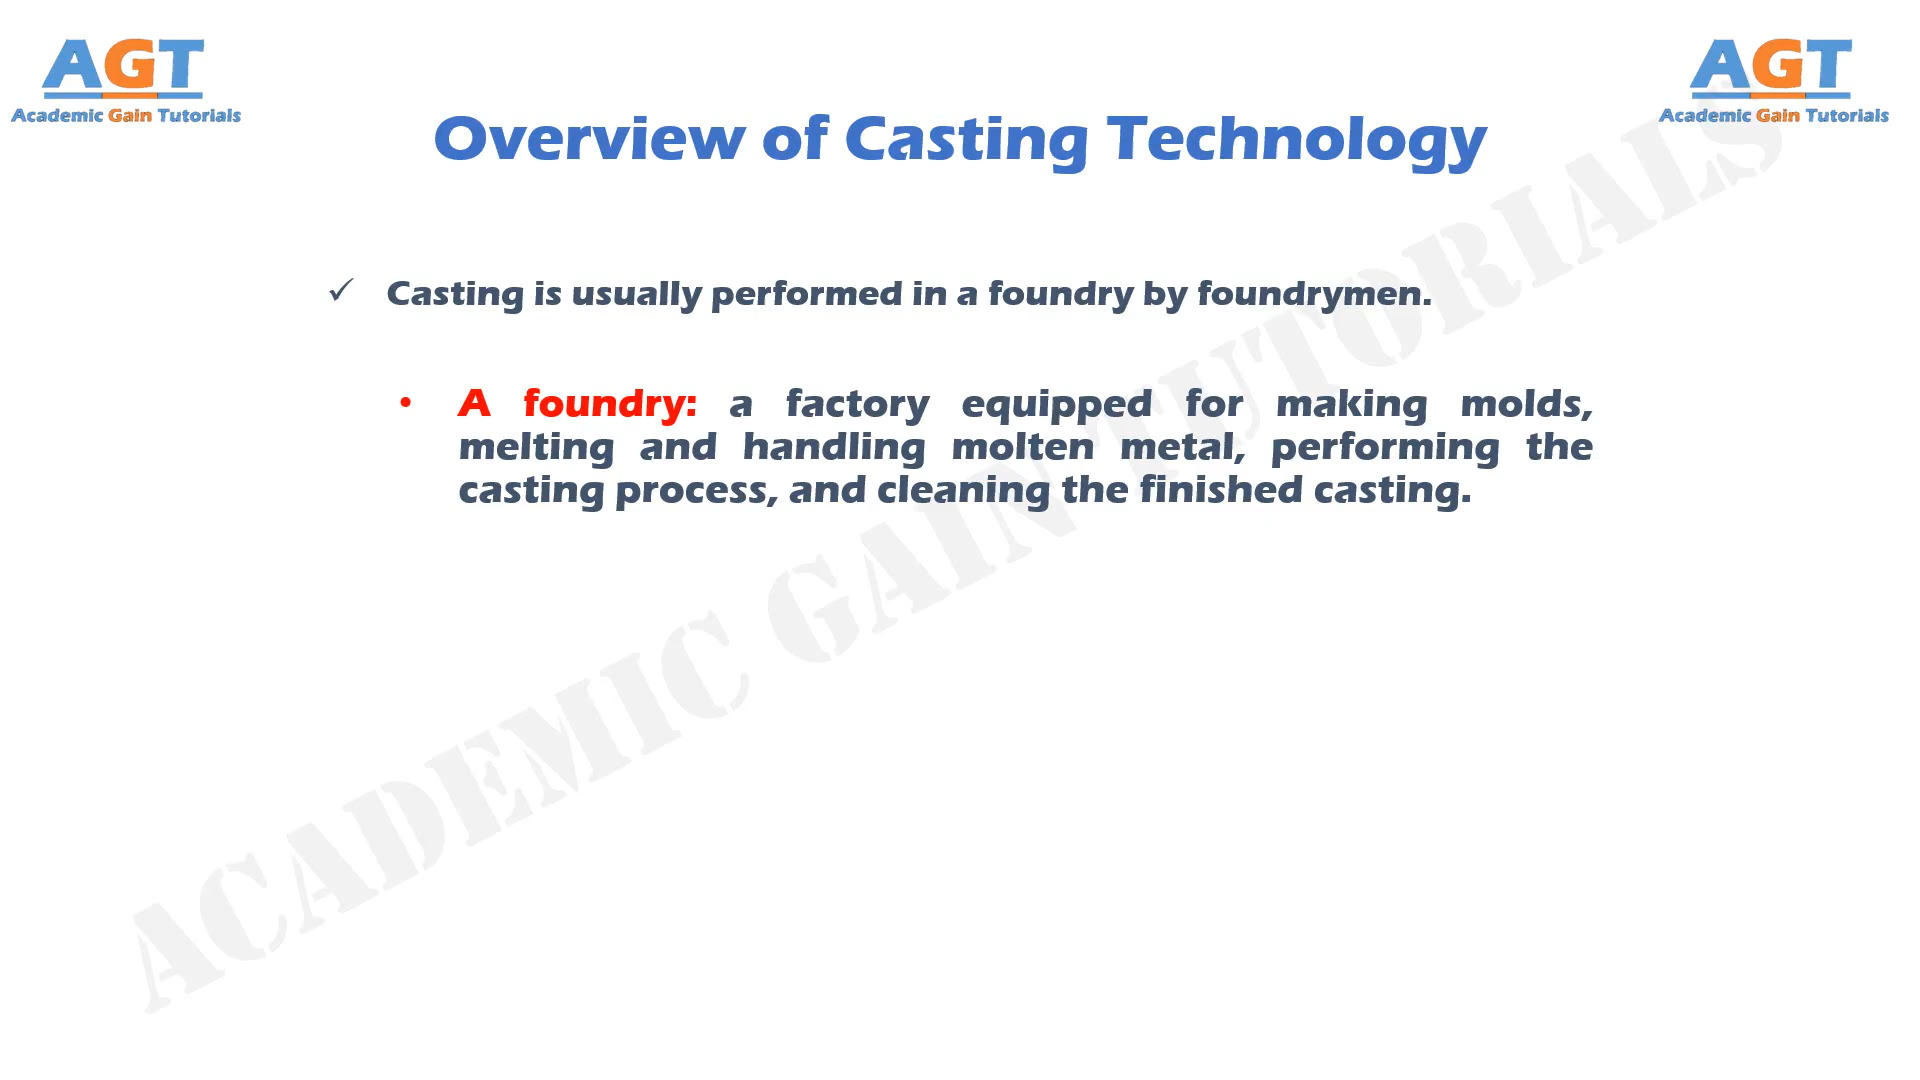 AGT
Academic Gain Tutorials
AGT
Academic Gain Tutorials
Overview of Casting Technology
✓ Casting is usually performed in a foundry by foundrymen.
• A foundry: a factory equipped for making molds,
melting and handling molten metal, performing the
casting process, and cleaning the finished casting.
ACADEMIC GAIN TUTORIALS